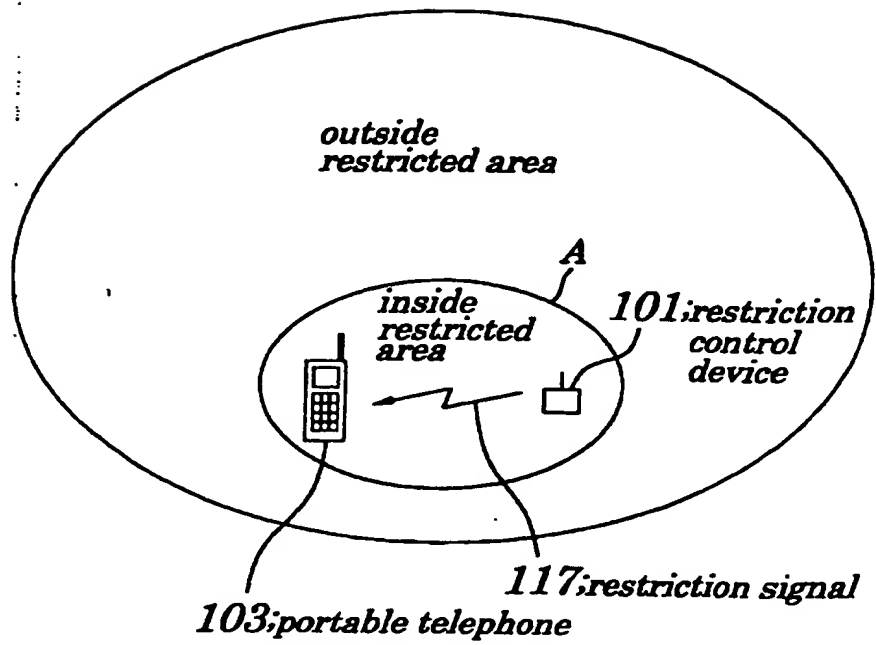 outside
restricted area
A
inside
restricted
area
101;restriction
control
device
117;restriction signal
103;portable telephone